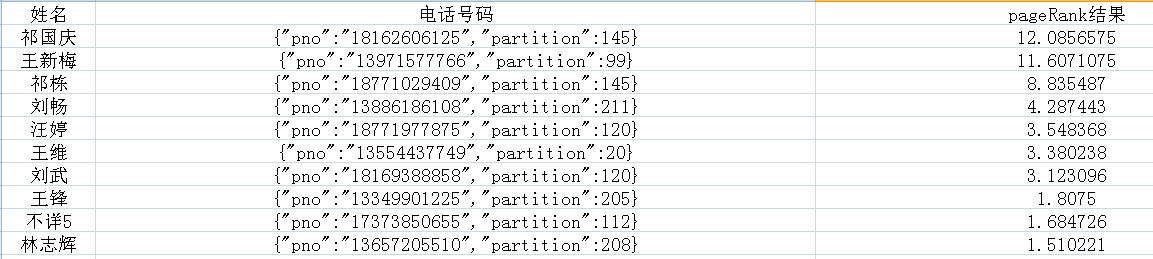 姓名 电话号码 pageRank结果
祁国庆 {"pno":"18162606125","partition":145} 12.0856575
王新梅 {"pno":"13971577766","partition":99} 11.6071075
祁栋 {"pno":"18771029409","partition":145} 8.835487
刘畅 {"pno":"13886186108","partition":211} 4.287443
汪婷 {"pno":"18771977875","partition":120} 3.548368
王维 {"pno":"13554437749","partition":20} 3.380238
刘武 {"pno":"18169388858","partition":120} 3.123096
王锋 {"pno":"13349901225","partition":205} 1.8075
不详5 {"pno":"17373850655","partition":112} 1.684726
林志辉 {"pno":"13657205510","partition":208} 1.510221